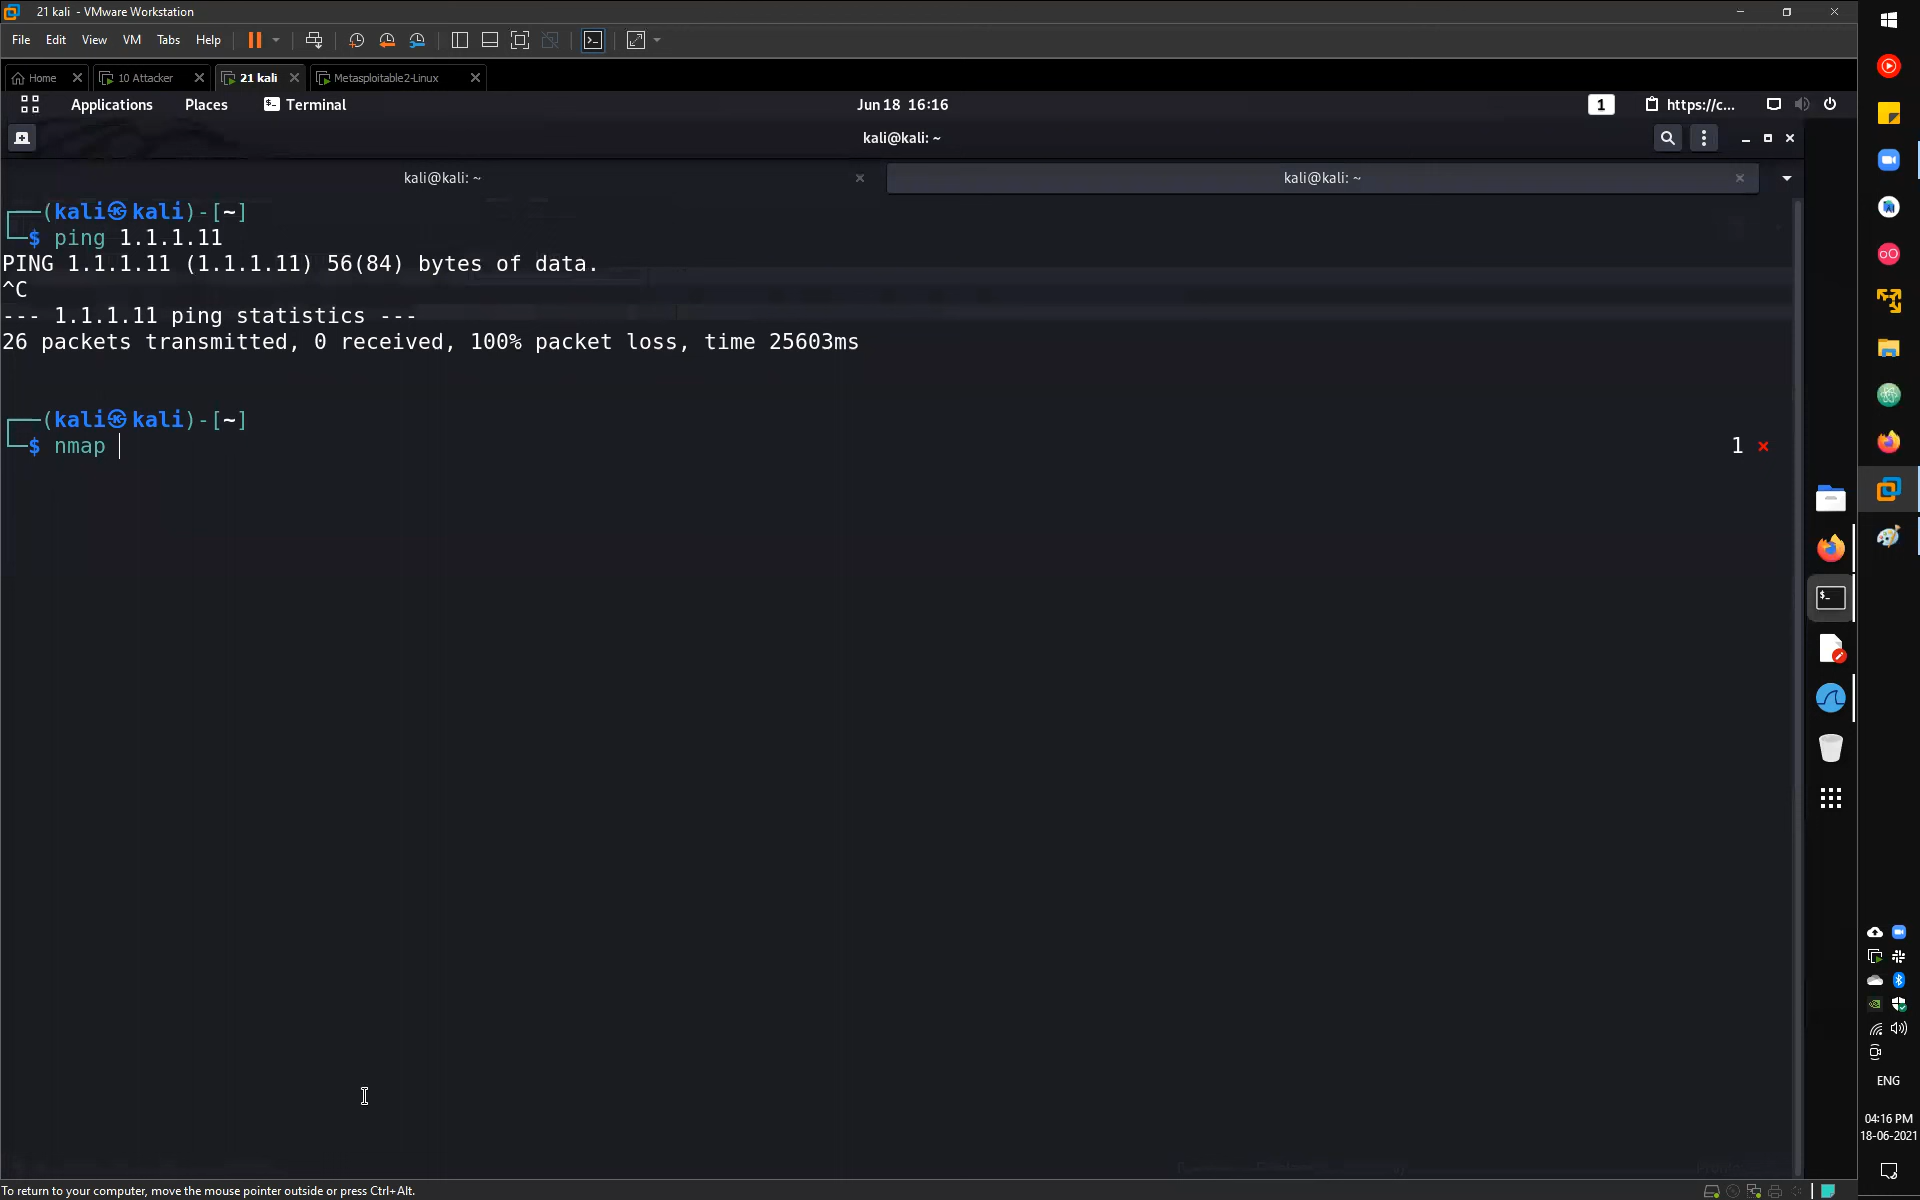 21 kali - VMware Workstation
File Edit View VM Tabs Help
Home 10 Attacker 21 kali Metasploitable2-Linux
Applications Places Terminal Jun 18 16:16 1 https://c...
kali@kali: ~
kali@kali: ~ kali@kali: ~
(kali㉿kali)-[~]
$ ping 1.1.1.11
PING 1.1.1.11 (1.1.1.11) 56(84) bytes of data.
^C
--- 1.1.1.11 ping statistics ---
26 packets transmitted, 0 received, 100% packet loss, time 25603ms
(kali㉿kali)-[~]
$ nmap 1 ×
ENG
04:16 PM
18-06-2021
To return to your computer, move the mouse pointer outside or press Ctrl+Alt.